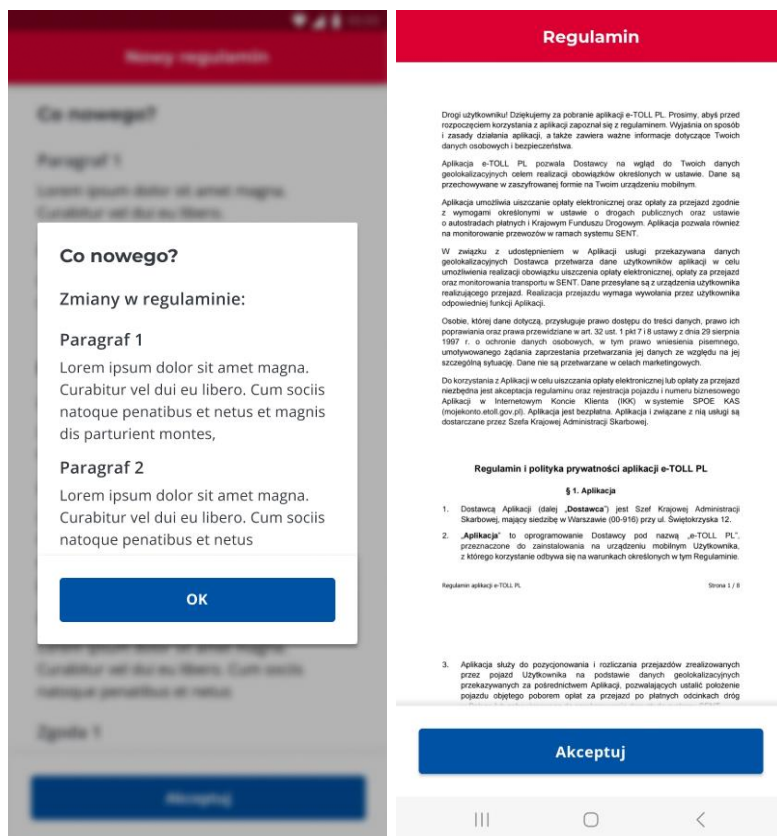 Nowy regulamin
Co nowego?
Paragraf 1
Lorem ipsum dolor sit amet magna.
Curabitur vel dui eu libero.
Co nowego?
Zmiany w regulaminie:
Paragraf 1
Lorem ipsum dolor sit amet magna.
Curabitur vel dui eu libero. Cum sociis
natoque penatibus et netus et magnis
dis parturient montes,
Paragraf 2
Lorem ipsum dolor sit amet magna.
Curabitur vel dui eu libero. Cum sociis
natoque penatibus et netus
OK
Curabitur vel dui eu libero. Cum sociis
natoque penatibus et netus
Zgoda 1
Akceptuj
Regulamin
Drogi użytkowniku! Dziękujemy za pobranie aplikacji e-TOLL PL. Prosimy, abyś przed
rozpoczęciem korzystania z aplikacji zapoznał się z regulaminem. Wyjaśnia on sposób
i zasady działania aplikacji, a także zawiera ważne informacje dotyczące Twoich
danych osobowych i bezpieczeństwa.
Aplikacja e-TOLL PL pozwala Dostawcy na wgląd do Twoich danych
geolokalizacyjnych celem realizacji obowiązków określonych w ustawie. Dane są
przechowywane w zaszyfrowanej formie na Twoim urządzeniu mobilnym.
Aplikacja umożliwia uiszczanie opłaty elektronicznej oraz opłaty za przejazd zgodnie
z wymogami określonymi w ustawie o drogach publicznych oraz ustawie
o autostradach płatnych i Krajowym Funduszu Drogowym. Aplikacja pozwala również
na monitorowanie przewozów w ramach systemu SENT.
W związku z udostępnieniem w Aplikacji usługi przekazywana danych
geolokalizacyjnych Dostawca przetwarza dane użytkowników aplikacji w celu
umożliwienia realizacji obowiązku uiszczenia opłaty elektronicznej, opłaty za przejazd
oraz monitorowania transportu w SENT. Dane przesyłane są z urządzenia użytkownika
realizującego przejazd. Realizacja przejazdu wymaga wywołania przez użytkownika
odpowiedniej funkcji Aplikacji.
Osobie, której dane dotyczą, przysługuje prawo dostępu do treści danych, prawo ich
poprawiania oraz prawa przewidziane w art. 32 ust. 1 pkt 7 i 8 ustawy z dnia 29 sierpnia
1997 r. o ochronie danych osobowych, w tym prawo wniesienia pisemnego,
umotywowanego żądania zaprzestania przetwarzania jej danych ze względu na jej
szczególną sytuację. Dane nie są przetwarzane w celach marketingowych.
Do korzystania z Aplikacji w celu uiszczania opłaty elektronicznej lub opłaty za przejazd
niezbędna jest akceptacja regulaminu oraz rejestracja pojazdu i numeru biznesowego
Aplikacji w Internetowym Koncie Klienta (IKK) w systemie SPOE KAS
(mojekonto.etoll.gov.pl). Aplikacja jest bezpłatna. Aplikacja i związane z nią usługi są
dostarczane przez Szefa Krajowej Administracji Skarbowej.
Regulamin i polityka prywatności aplikacji e-TOLL PL
§ 1. Aplikacja
1. Dostawcą Aplikacji (dalej „Dostawca") jest Szef Krajowej Administracji
Skarbowej, mający siedzibę w Warszawie (00-916) przy ul. Świętokrzyska 12.
2. „Aplikacja" to oprogramowanie Dostawcy pod nazwą „e-TOLL PL",
przeznaczone do zainstalowania na urządzeniu mobilnym Użytkownika,
z którego korzystanie odbywa się na warunkach określonych w tym Regulaminie.
Regulamin aplikacji e-TOLL PL Strona 1 / 8
3. Aplikacja służy do pozycjonowania i rozliczania przejazdów zrealizowanych
przez pojazd Użytkownika na podstawie danych geolokalizacyjnych
przekazywanych za pośrednictwem Aplikacji, pozwalających ustalić położenie
pojazdu objętego poborem opłat za przejazd po płatnych odcinkach dróg
Akceptuj